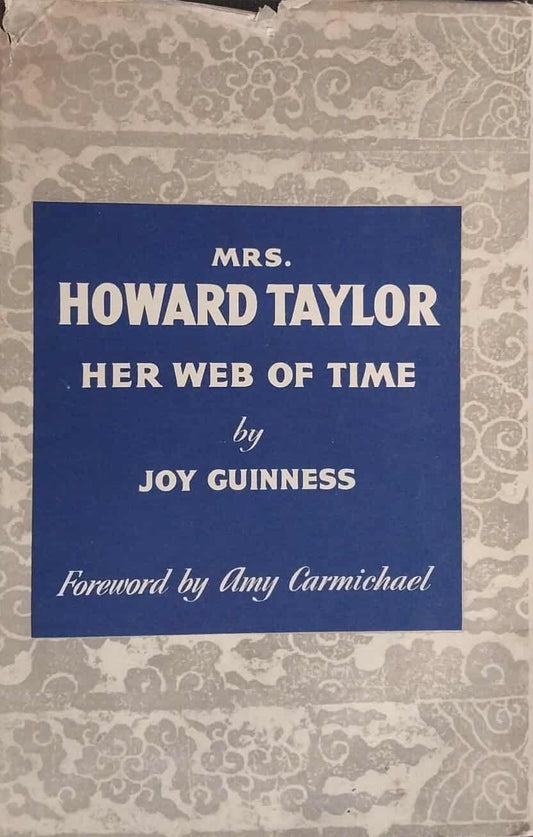 MRS.
HOWARD TAYLOR
HER WEB OF TIME
by
JOY GUINNESS
Foreword by Amy Carmichael